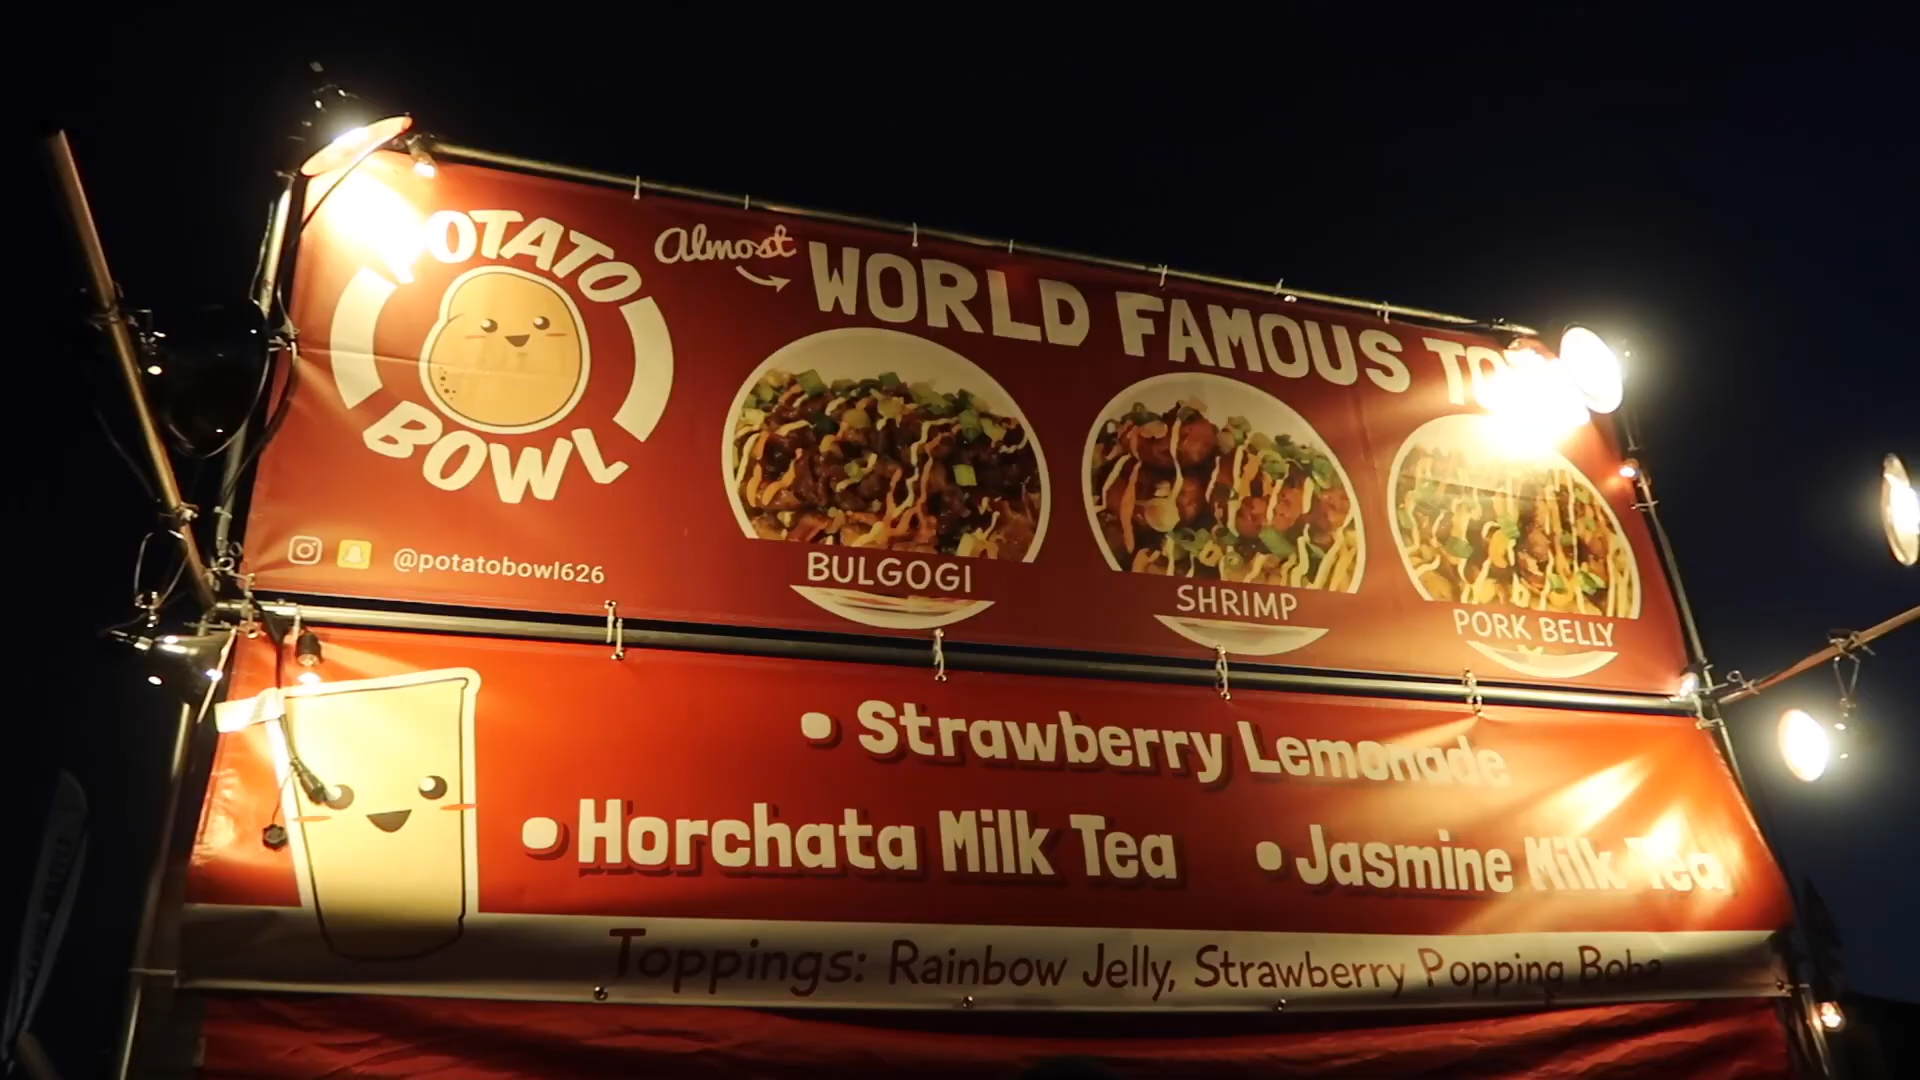 POTATO
BOWL
Almost
WORLD FAMOUS
BULGOGI
SHRIMP
PORK BELLY
@potatobowl626
• Strawberry Lemonade
• Horchata Milk Tea • Jasmine Milk Tea
Toppings: Rainbow Jelly, Strawberry Popping Boba